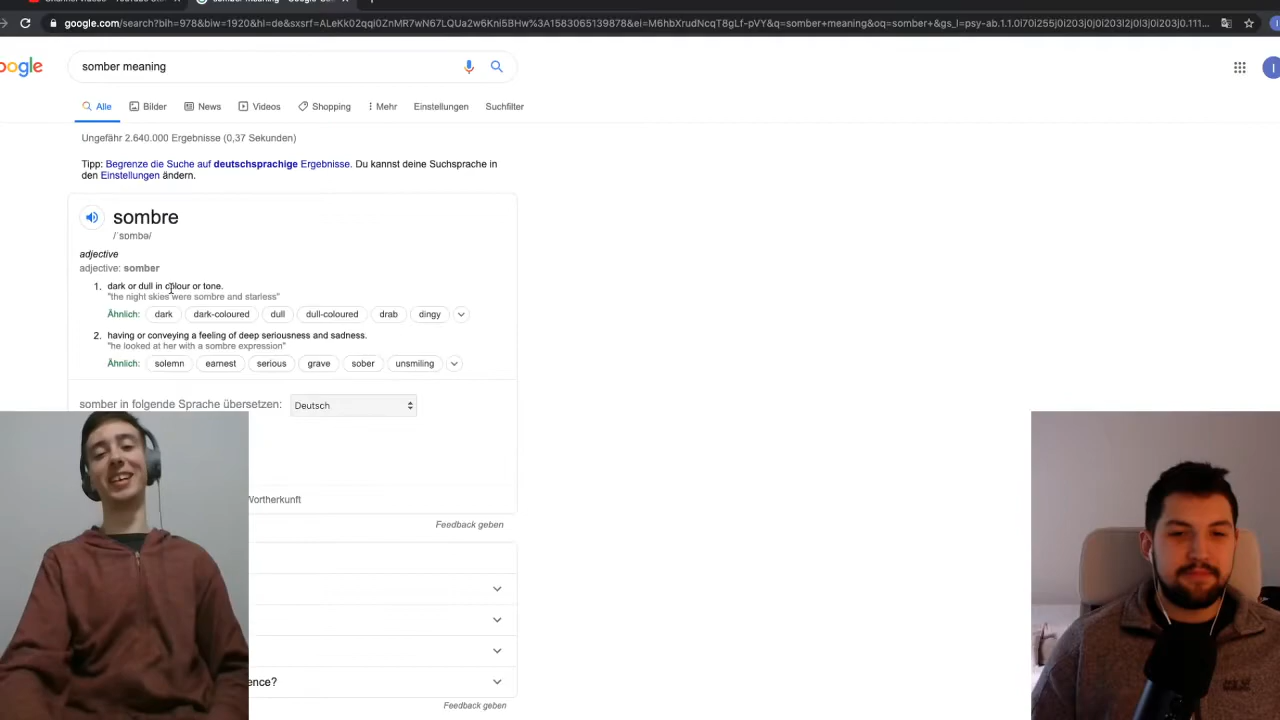 google.com/search?bih=978&biw=1920&hl=de&sxsrf=ALeKk02qqi0ZnMR7wN67LQUa2w6Kni5BHw%3A1583065139878&ei=M6hbXrudNcqT8gLf-pVY&q=somber+meaning&oq=somber+&gs_l=psy-ab.1.1.0i70i255j0i203j0j0i203l2j0l3j0i203j0.111...
ogle
somber meaning
Alle Bilder News Videos Shopping Mehr Einstellungen Suchfilter
Ungefähr 2.640.000 Ergebnisse (0,37 Sekunden)
Tipp: Begrenze die Suche auf deutschsprachige Ergebnisse. Du kannst deine Suchsprache in
den Einstellungen ändern.
sombre
/ˈsɒmbə/
adjective
adjective: somber
1. dark or dull in colour or tone.
"the night skies were sombre and starless"
Ähnlich: dark dark-coloured dull dull-coloured drab dingy
2. having or conveying a feeling of deep seriousness and sadness.
"he looked at her with a sombre expression"
Ähnlich: solemn earnest serious grave sober unsmiling
somber in folgende Sprache übersetzen: Deutsch
Wortherkunft
Feedback geben
ence?
Feedback geben